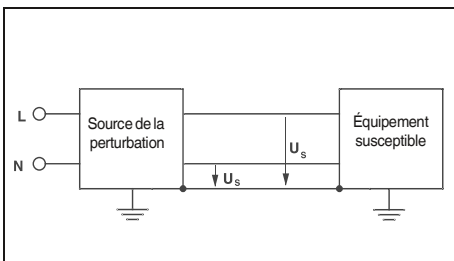 L
Source de la
perturbation
Équipement
susceptible
U s
N
U s